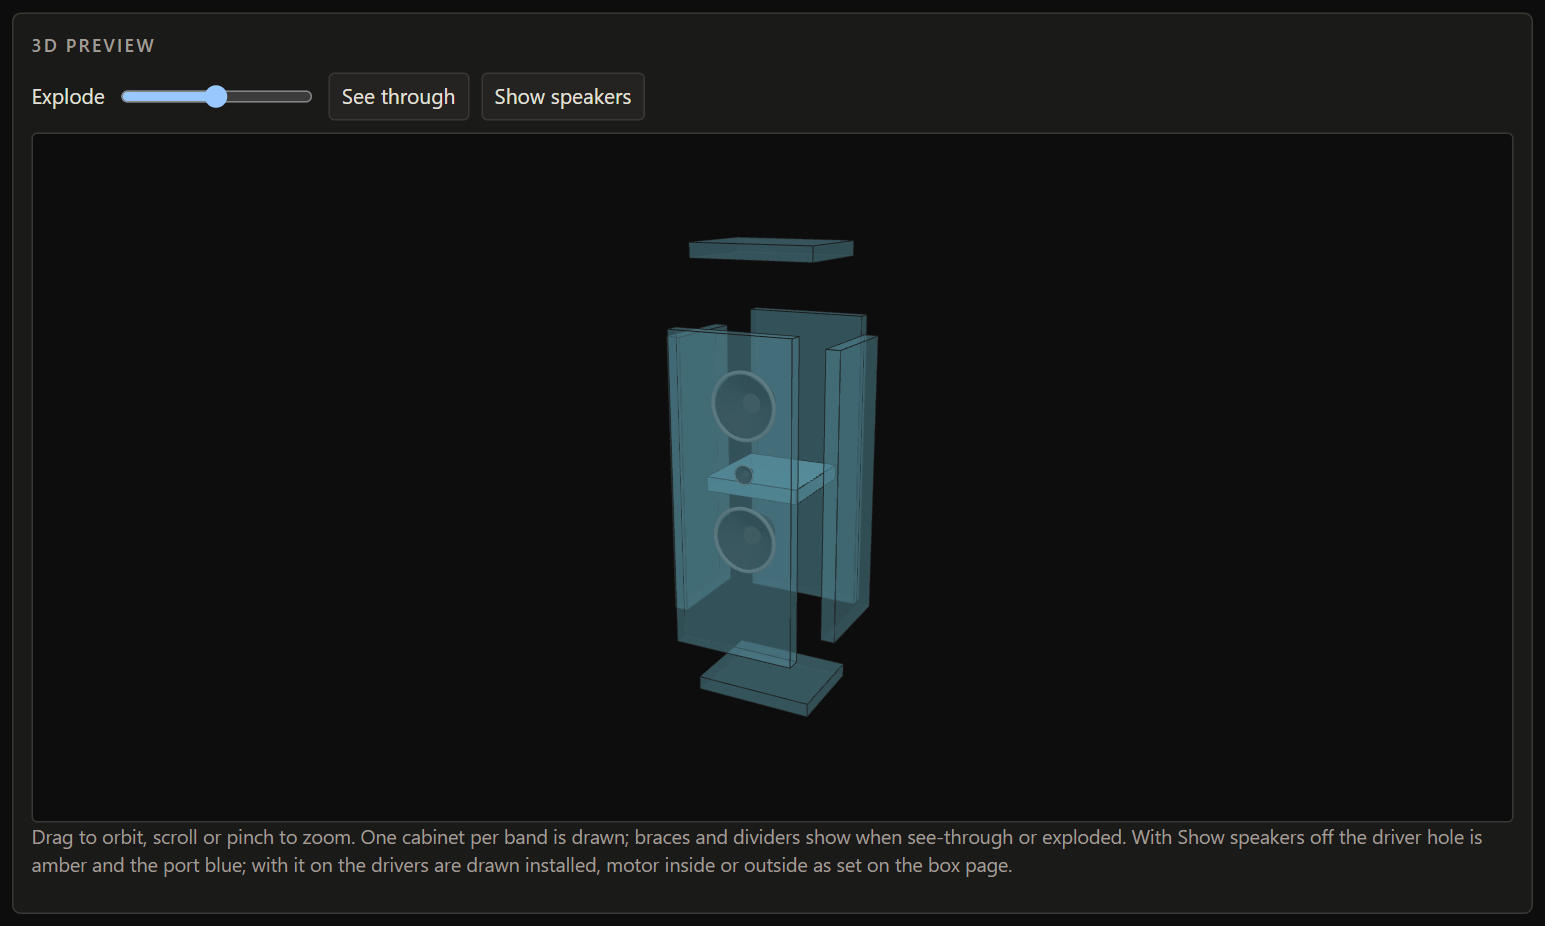 3D PREVIEW
Explode
See through
Show speakers
Drag to orbit, scroll or pinch to zoom. One cabinet per band is drawn; braces and dividers show when see-through or exploded. With Show speakers off the driver hole is
amber and the port blue; with it on the drivers are drawn installed, motor inside or outside as set on the box page.